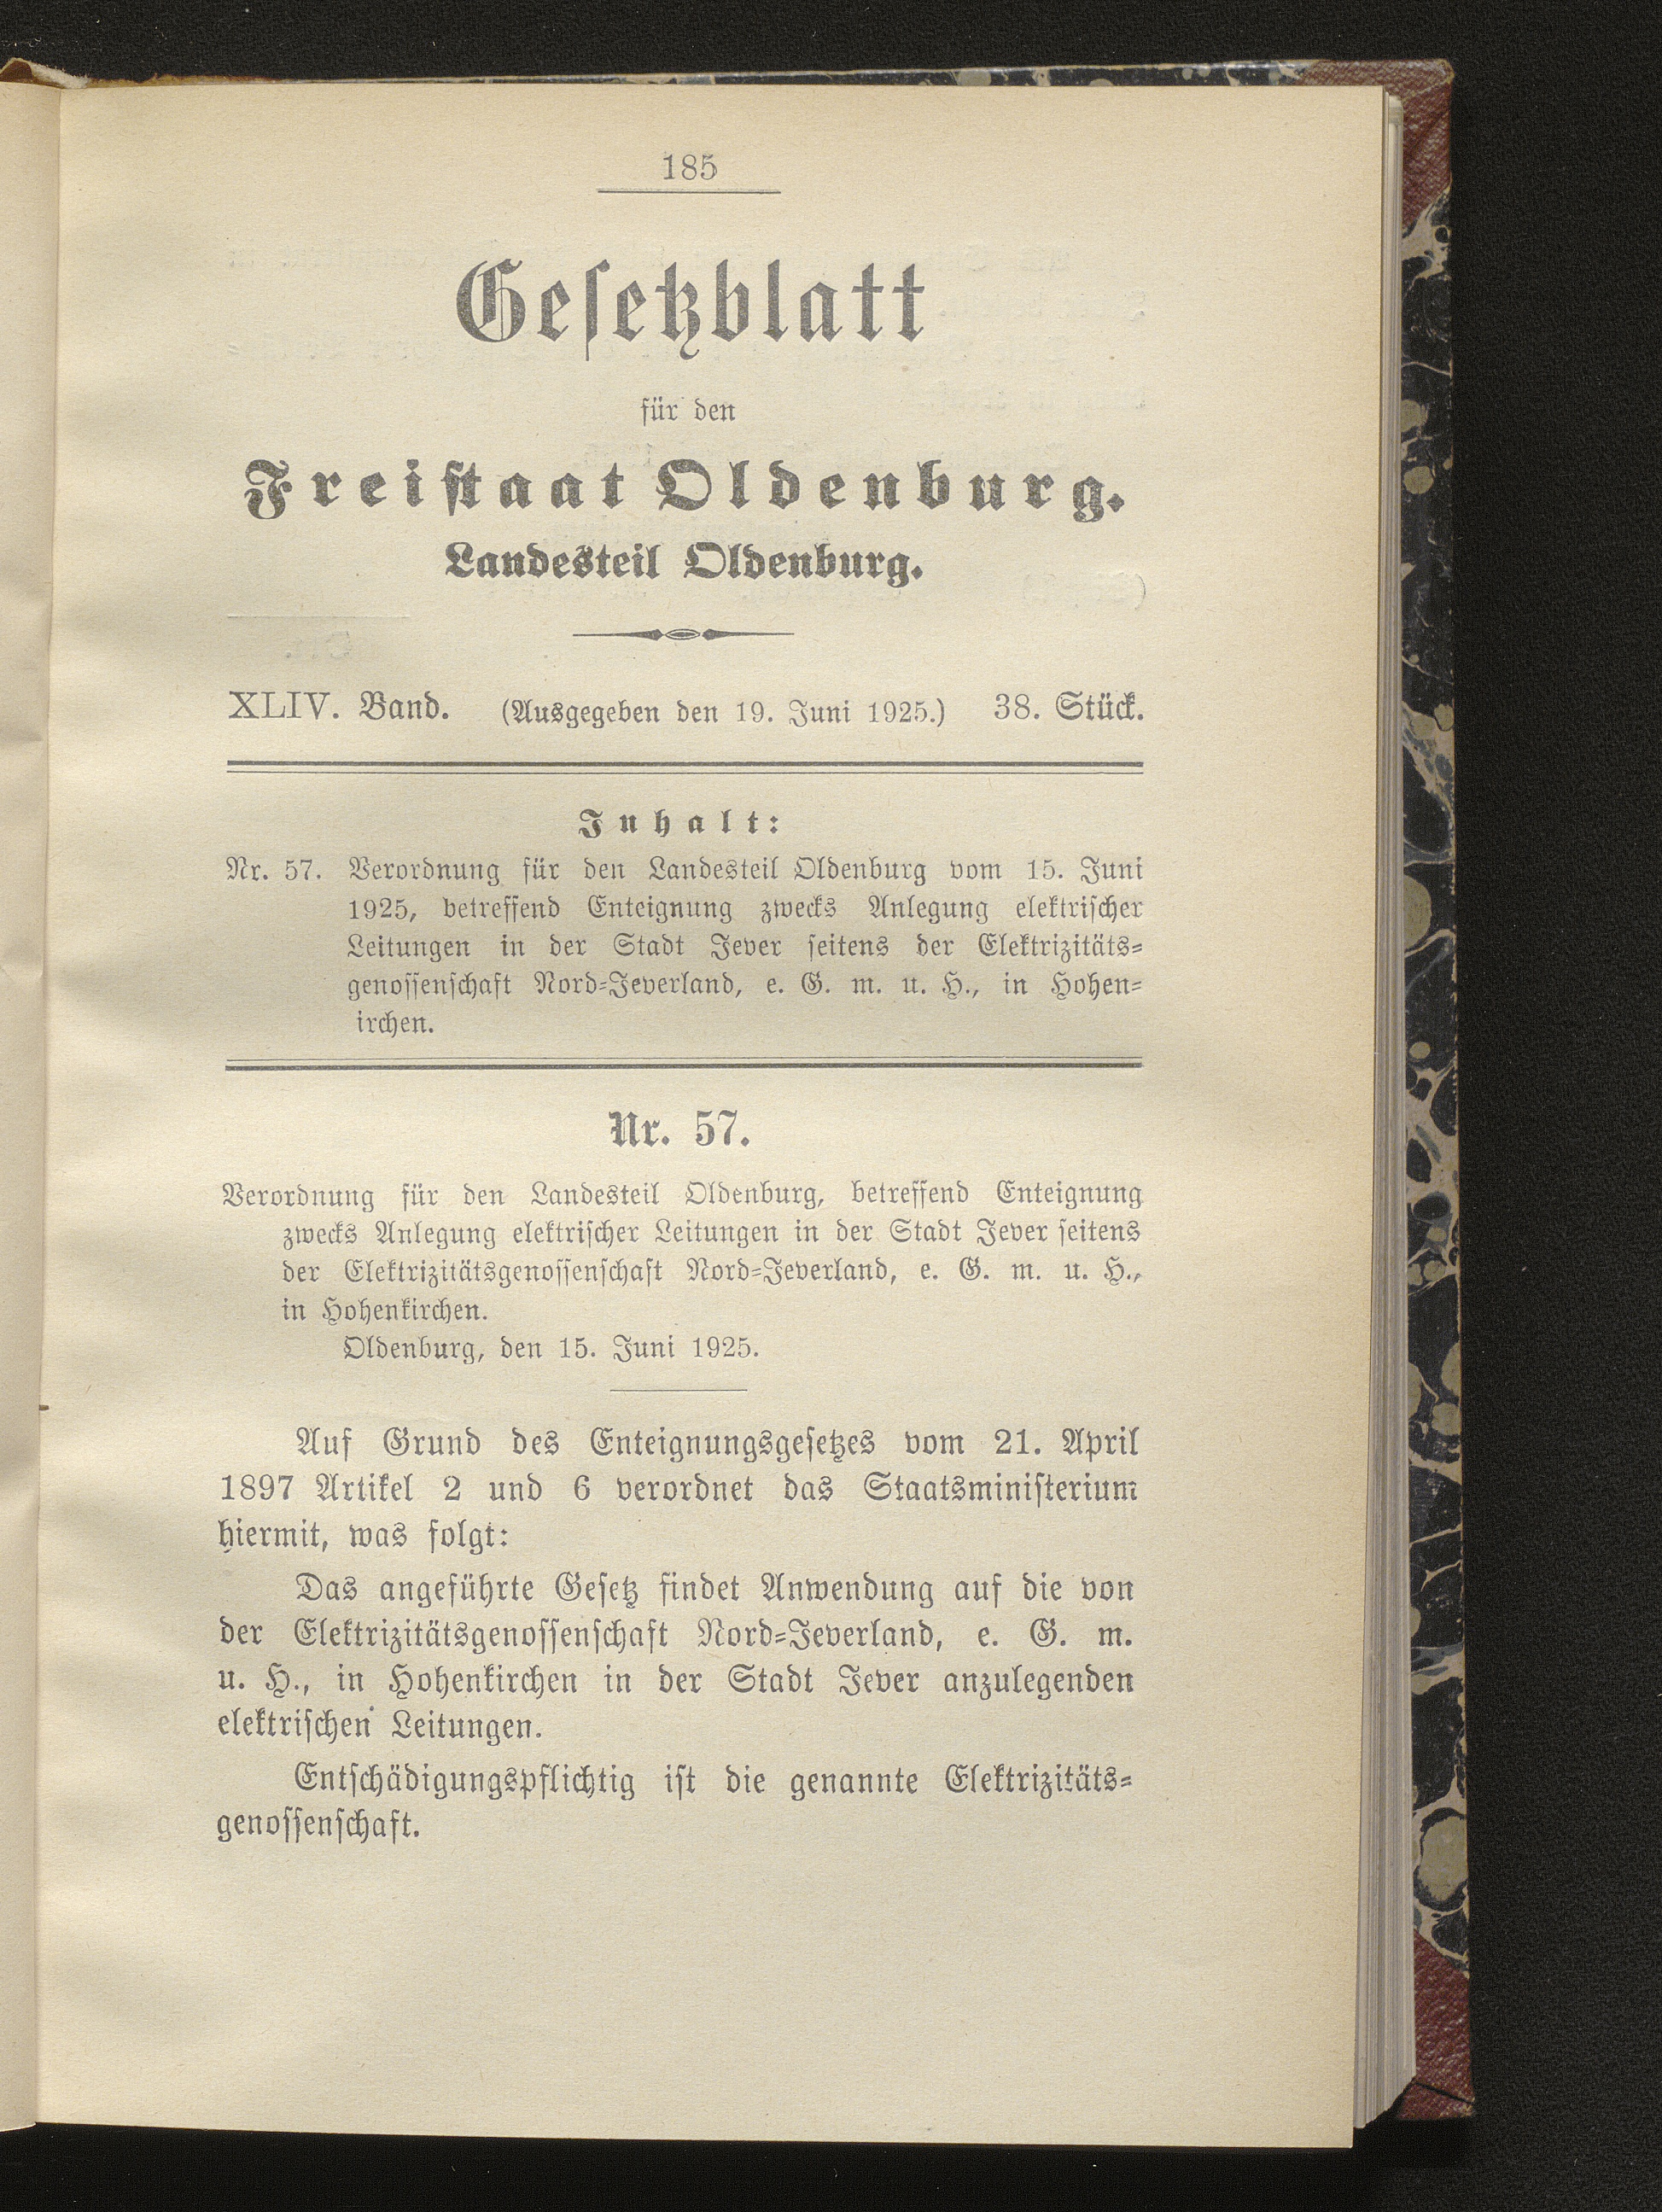 185
Gesetzblatt
für den
Freistaat Oldenburg.
Landesteil Oldenburg.
XLIV. Band. (Ausgegeben den 19. Juni 1925.) 38. Stück.
Inhalt:
Nr. 57. Verordnung für den Landesteil Oldenburg vom 15. Juni
1925, betreffend Enteignung zwecks Anlegung elektrischer
Leitungen in der Stadt Jever seitens der Elektrizitäts-
genossenschaft Nord-Jeverland, e. G. m. u. H., in Hohen-
irchen.
Nr. 57.
Verordnung für den Landesteil Oldenburg, betreffend Enteignung
zwecks Anlegung elektrischer Leitungen in der Stadt Jever seitens
der Elektrizitätsgenossenschaft Nord-Jeverland, e. G. m. u. H.,
in Hohenkirchen.
Oldenburg, den 15. Juni 1925.
Auf Grund des Enteignungsgesetzes vom 21. April
1897 Artikel 2 und 6 verordnet das Staatsministerium
hiermit, was folgt:
Das angeführte Gesetz findet Anwendung auf die von
der Elektrizitätsgenossenschaft Nord-Jeverland, e. G. m.
u. H., in Hohenkirchen in der Stadt Jever anzulegenden
elektrischen Leitungen.
Entschädigungspflichtig ist die genannte Elektrizitäts-
genossenschaft.